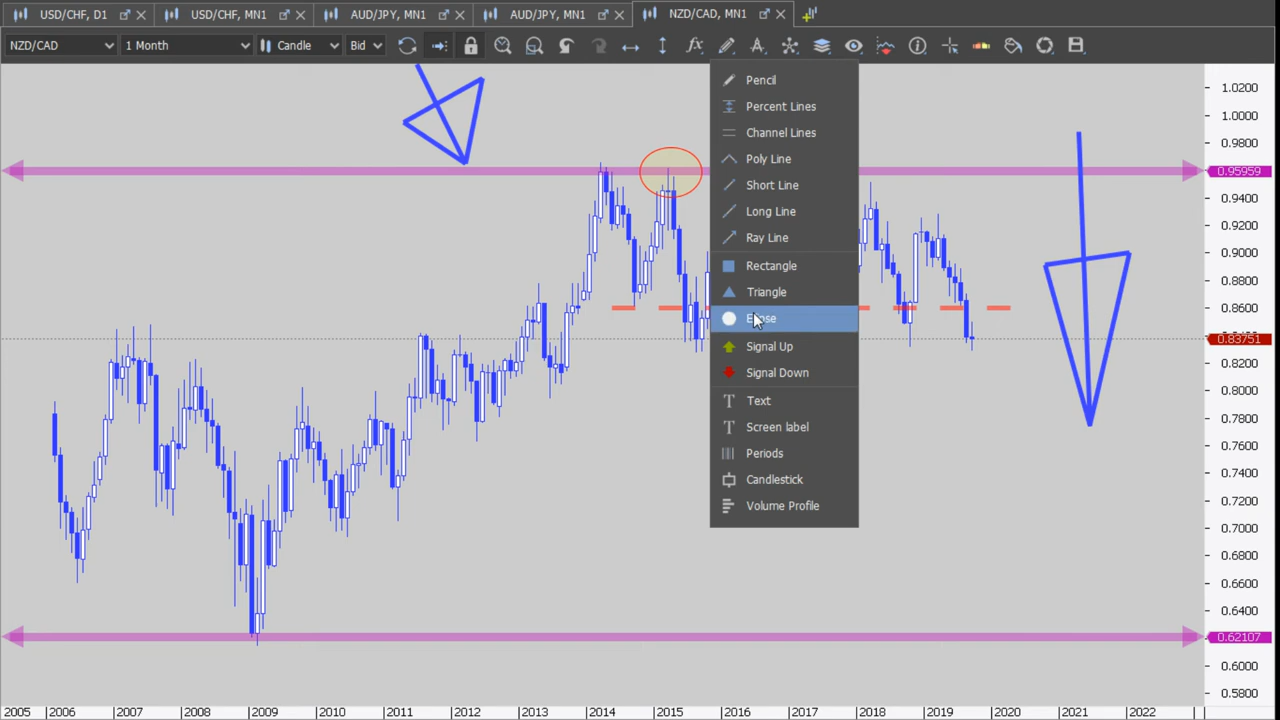 USD/CHF, D1
USD/CHF, MN1
AUD/JPY, MN1
AUD/JPY, MN1
NZD/CAD, MN1
NZD/CAD
1 Month
Candle
Bid
Pencil
Percent Lines
Channel Lines
Poly Line
Short Line
Long Line
Ray Line
Rectangle
Triangle
Signal Up
Signal Down
Text
Screen label
Periods
Candlestick
Volume Profile
1.0200
1.0000
0.9800
0.95959
0.9400
0.9200
0.9000
0.8800
0.8600
0.83751
0.8200
0.8000
0.7800
0.7600
0.7400
0.7200
0.7000
0.6800
0.6600
0.6400
0.62107
0.6000
0.5800
2005 2006 2007 2008 2009 2010 2011 2012 2013 2014 2015 2016 2017 2018 2019 2020 2021 2022